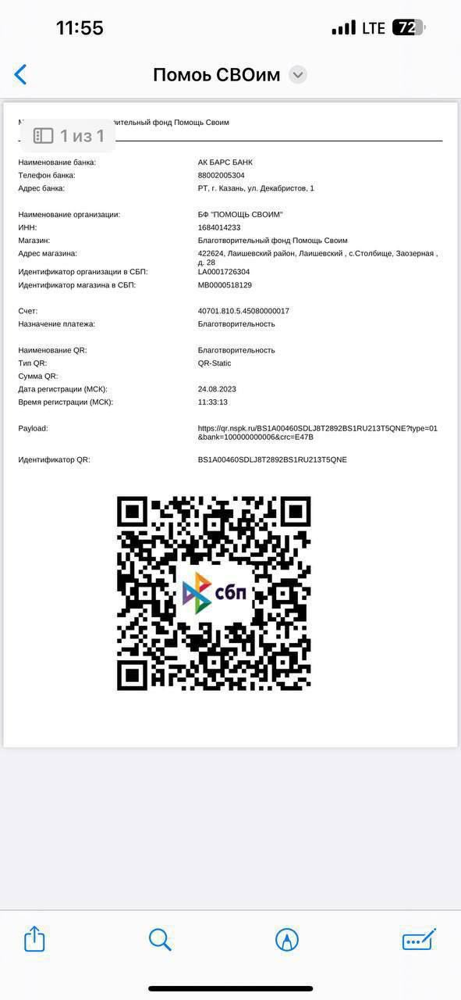 11:55
LTE 72
Помоь СВОим
ительный фонд Помощь Своим
1 из 1
Наименование банка: АК БАРС БАНК
Телефон банка: 88002005304
Адрес банка: РТ, г. Казань, ул. Декабристов, 1
Наименование организации: БФ "ПОМОЩЬ СВОИМ"
ИНН: 1684014233
Магазин: Благотворительный фонд Помощь Своим
Адрес магазина: 422624, Лаишевский район, Лаишевский , с.Столбище, Заозерная ,
д. 28
Идентификатор организации в СБП: LA0001726304
Идентификатор магазина в СБП: MB0000518129
Счет: 40701.810.5.45080000017
Назначение платежа: Благотворительность
Наименование QR: Благотворительность
Тип QR: QR-Static
Сумма QR:
Дата регистрации (МСК): 24.08.2023
Время регистрации (МСК): 11:33:13
Payload: https://qr.nspk.ru/BS1A00460SDLJ8T2892BS1RU213T5QNE?type=01
&bank=100000000006&crc=E47B
Идентификатор QR: BS1A00460SDLJ8T2892BS1RU213T5QNE
сбп